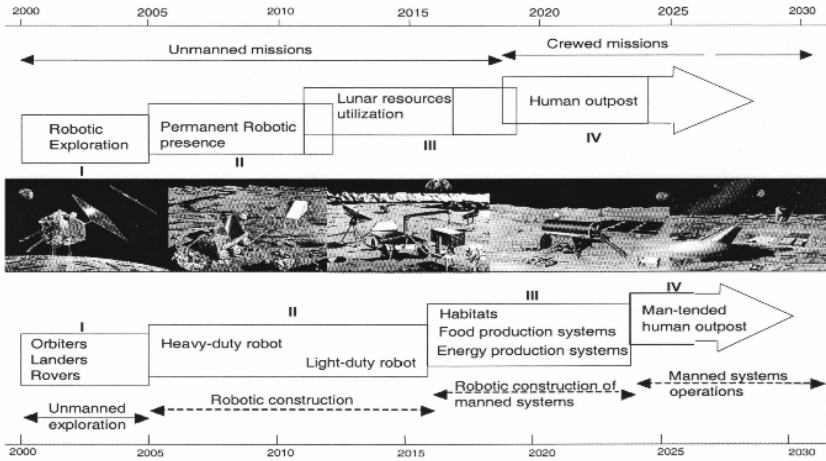 2000 2005 2010 2015 2020 2025 2030
Unmanned missions
Crewed missions
Robotic
Exploration
I
Permanent Robotic
presence
II
Lunar resources
utilization
III
Human outpost
IV
I
Orbiters
Landers
Rovers
II
Heavy-duty robot
Light-duty robot
III
Habitats
Food production systems
Energy production systems
IV
Man-tended
human outpost
Unmanned
exploration
Robotic construction
Robotic construction of
manned systems
Manned systems
operations
2000 2005 2010 2015 2020 2025 2030